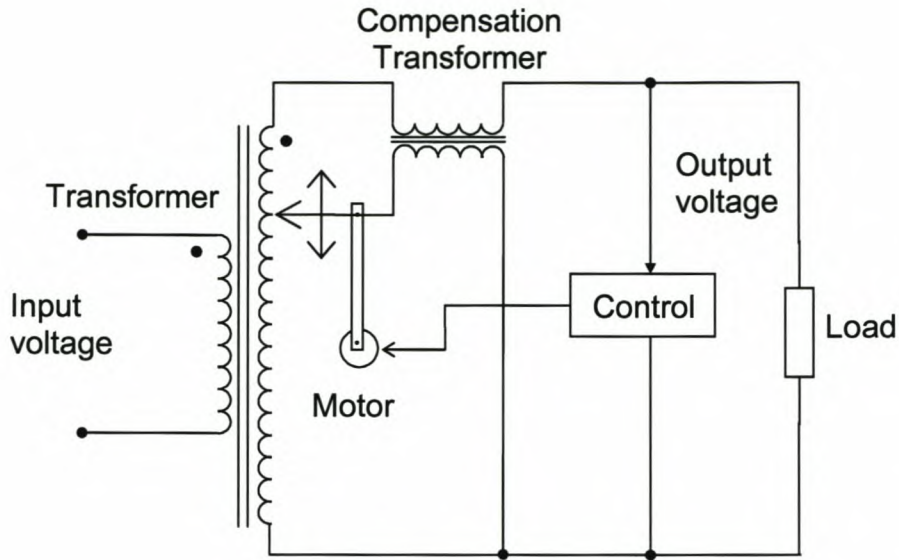 Compensation
Transformer
Transformer
Output
voltage
Input
voltage
Control
Load
Motor